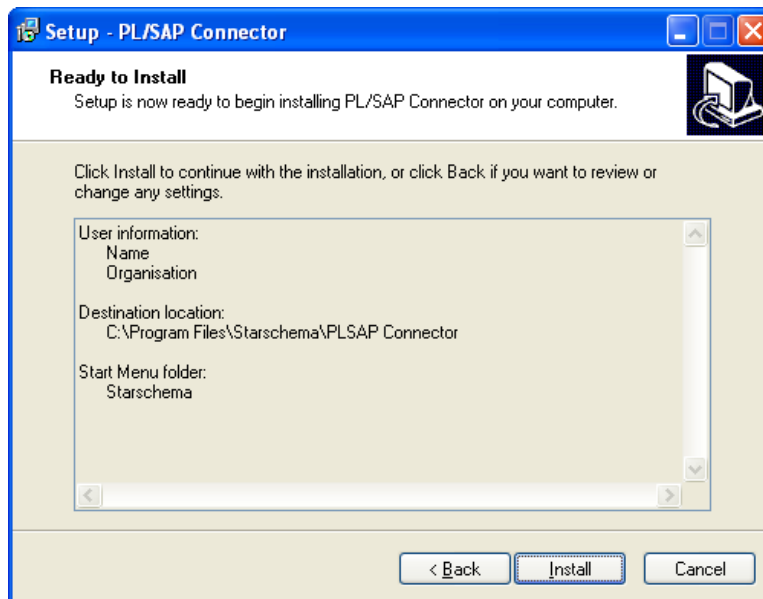 Setup - PL/SAP Connector
Ready to Install
Setup is now ready to begin installing PL/SAP Connector on your computer.
Click Install to continue with the installation, or click Back if you want to review or
change any settings.
User information:
Name
Organisation
Destination location:
C:\Program Files\Starschema\PLSAP Connector
Start Menu folder:
Starschema
< Back
Install
Cancel